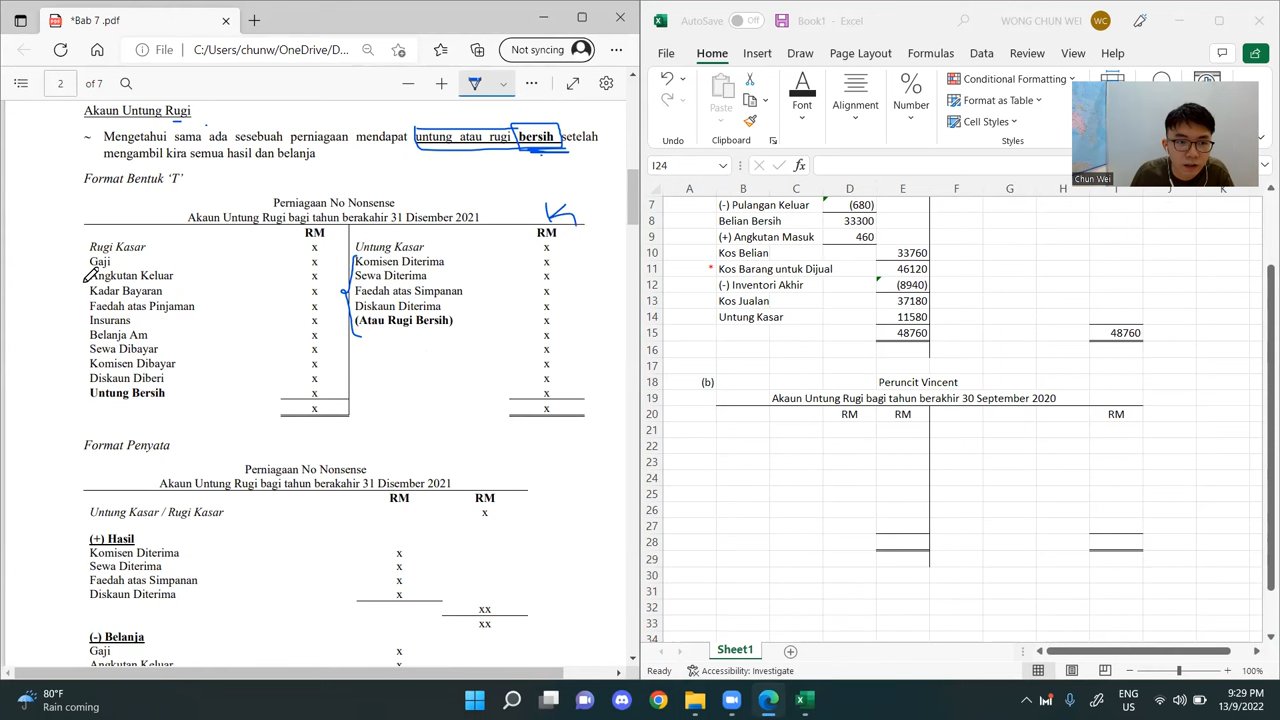 *Bab 7 .pdf
File C:/Users/chunw/OneDrive/D... Not syncing
2 of 7
Akaun Untung Rugi
~ Mengetahui sama ada sesebuah perniagaan mendapat untung atau rugi bersih setelah
mengambil kira semua hasil dan belanja
Format Bentuk ‘T’
Perniagaan No Nonsense
Akaun Untung Rugi bagi tahun berakahir 31 Disember 2021
RM RM
Rugi Kasar x Untung Kasar x
Gaji x Komisen Diterima x
Angkutan Keluar x Sewa Diterima x
Kadar Bayaran x Faedah atas Simpanan x
Faedah atas Pinjaman x Diskaun Diterima x
Insurans x (Atau Rugi Bersih) x
Belanja Am x x
Sewa Dibayar x x
Komisen Dibayar x x
Diskaun Diberi x x
Untung Bersih x x
x x
Format Penyata
Perniagaan No Nonsense
Akaun Untung Rugi bagi tahun berakahir 31 Disember 2021
RM RM
Untung Kasar / Rugi Kasar x
(+) Hasil
Komisen Diterima x
Sewa Diterima x
Faedah atas Simpanan x
Diskaun Diterima x
xx
xx
(-) Belanja
Gaji x
AutoSave Off Book1 - Excel WONG CHUN WEI WC
File Home Insert Draw Page Layout Formulas Data Review View Help
Undo Clipboard
Paste Font Alignment Number
Conditional Formatting
Format as Table
Cell Styles
Styles
Chun Wei
I24 fx
A B C D E F G H I J K
7 (-) Pulangan Keluar (680)
8 Belian Bersih 33300
9 (+) Angkutan Masuk 460
10 Kos Belian 33760
11 * Kos Barang untuk Dijual 46120
12 (-) Inventori Akhir (8940)
13 Kos Jualan 37180
14 Untung Kasar 11580
15 48760 48760
16
17
18 (b) Peruncit Vincent
19 Akaun Untung Rugi bagi tahun berakhir 30 September 2020
20 RM RM RM
21
22
23
24
25
26
27
28
29
30
31
32
33
34
Sheet1
Ready Accessibility: Investigate 100%
80°F
Rain coming
ENG
US
9:29 PM
13/9/2022